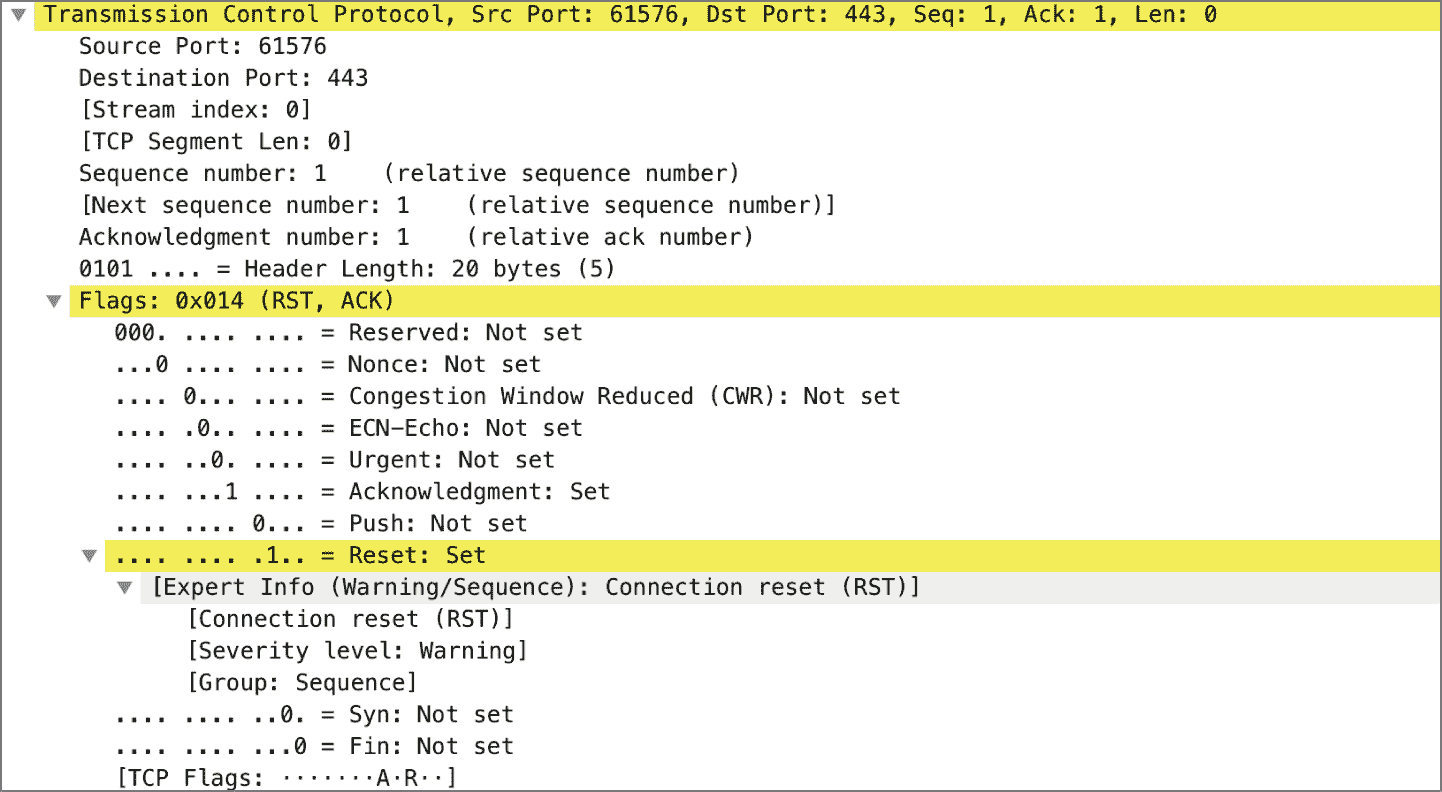 Transmission Control Protocol, Src Port: 61576, Dst Port: 443, Seq: 1, Ack: 1, Len: 0
Source Port: 61576
Destination Port: 443
[Stream index: 0]
[TCP Segment Len: 0]
Sequence number: 1    (relative sequence number)
[Next sequence number: 1    (relative sequence number)]
Acknowledgment number: 1    (relative ack number)
0101 .... = Header Length: 20 bytes (5)
Flags: 0x014 (RST, ACK)
000. .... .... = Reserved: Not set
...0 .... .... = Nonce: Not set
.... 0... .... = Congestion Window Reduced (CWR): Not set
.... .0.. .... = ECN-Echo: Not set
.... ..0. .... = Urgent: Not set
.... ...1 .... = Acknowledgment: Set
.... .... 0... = Push: Not set
.... .... .1.. = Reset: Set
[Expert Info (Warning/Sequence): Connection reset (RST)]
[Connection reset (RST)]
[Severity level: Warning]
[Group: Sequence]
.... .... ..0. = Syn: Not set
.... .... ...0 = Fin: Not set
[TCP Flags: ·······A·R··]